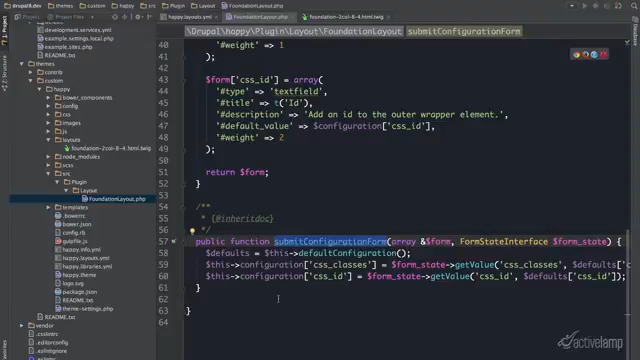 drupal8.dev
themes
custom
happy
src
Plugin
Layout
FoundationLayout.php
happy.layouts.yml
FoundationLayout.php
foundation-2col-8-4.html.twig
\Drupal\happy\Plugin\Layout\FoundationLayout
submitConfigurationForm
1: Project
7: Structure
Project
development.services.yml
example.settings.local.php
example.sites.php
README.txt
themes
contrib
custom
happy
bower_components
config
css
images
js
layouts
foundation-2col-8-4.html.twig
node_modules
scss
src
Plugin
Layout
FoundationLayout.php
templates
.bowerrc
bower.json
config.rb
gulpfile.js
happy.info.yml
happy.layouts.yml
happy.libraries.yml
happy.theme
logo.svg
package.json
README.txt
theme-settings.php
README.txt
vendor
.csslintrc
.editorconfig
.eslintignore
40 '#weight' => 1
41 );
42
43 $form['css_id'] = array(
44 '#type' => 'textfield',
45 '#title' => t('Id'),
46 '#description' => 'Add an id to the outer wrapper element.',
47 '#default_value' => $configuration['css_id'],
48 '#weight' => 2
49 );
50
51 return $form;
52 }
53
54 /**
55 * {@inheritdoc}
56 */
57 public function submitConfigurationForm(array &$form, FormStateInterface $form_state) {
58 $defaults = $this->defaultConfiguration();
59 $this->configuration['css_classes'] = $form_state->getValue('css_classes', $defaults['c
60 $this->configuration['css_id'] = $form_state->getValue('css_id', $defaults['css_id']);
61 }
62
63 }
64
activelamp